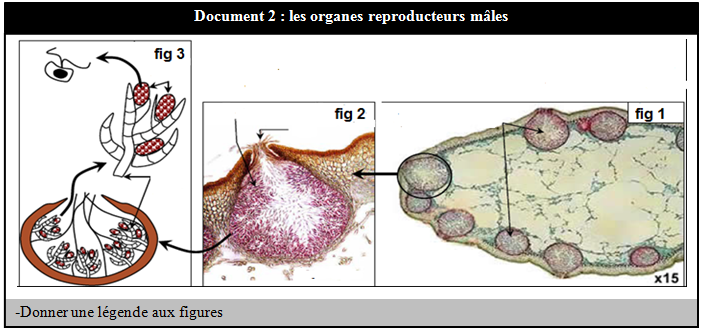 Document 2 : les organes reproducteurs mâles
fig 3
fig 2
fig 1
x15
-Donner une légende aux figures